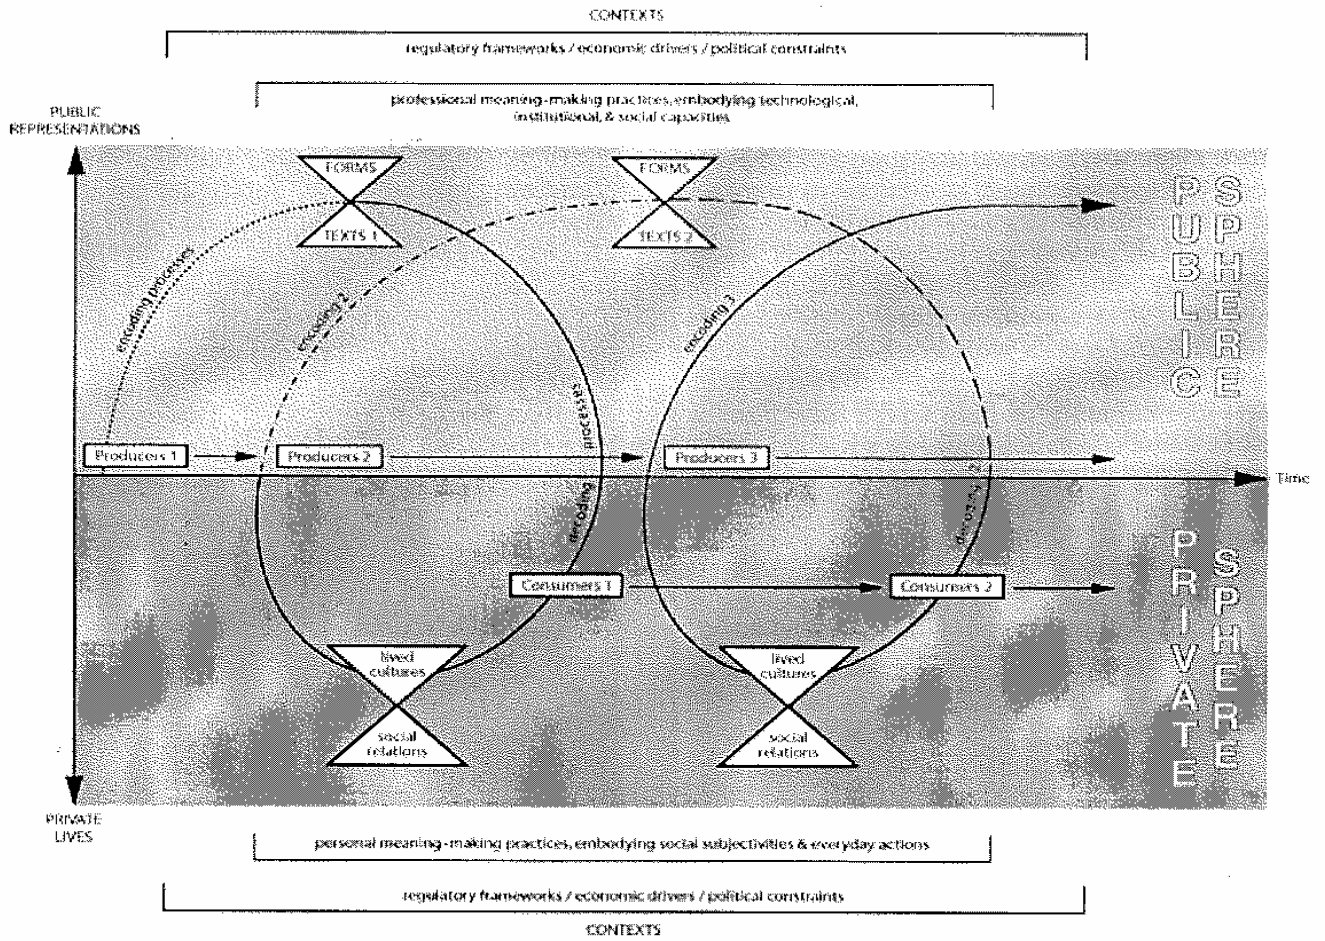 CONTEXTS
regulatory frameworks / economic drivers / political constraints
professional meaning-making practices, embodying technological,
institutional, & social capacities
PUBLIC
REPRESENTATIONS
FORMS
TEXTS 1
FORMS
TEXTS 2
PUBLIC
SPHERE
encoding processes
encoding 2
encoding 3
decoding processes
decoding 2
Producers 1
Producers 2
Producers 3
Time
Consumers 1
Consumers 2
PRIVATE
SPHERE
lived
cultures
social
relations
lived
cultures
social
relations
PRIVATE
LIVES
personal meaning-making practices, embodying social subjectivities & everyday actions
regulatory frameworks / economic drivers / political constraints
CONTEXTS